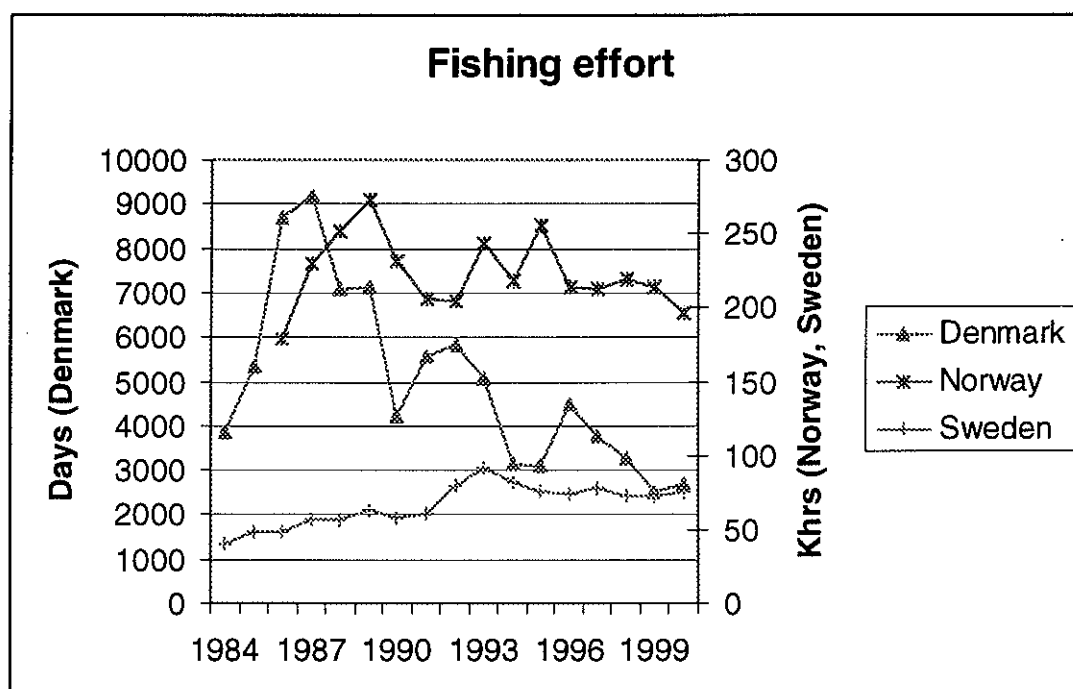 Fishing effort
Days (Denmark)
10000
9000
8000
7000
6000
5000
4000
3000
2000
1000
0
1984 1987 1990 1993 1996 1999
300
250
200
150
100
50
0
Khrs (Norway, Sweden)
Denmark
Norway
Sweden